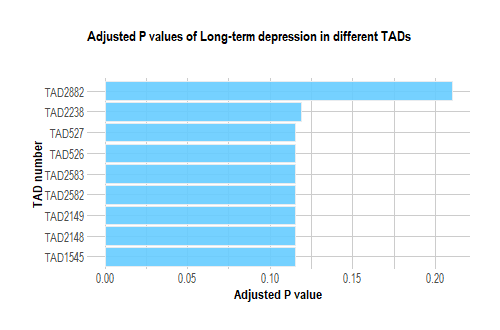 Adjusted P values of Long-term depression in different TADs
TAD number
TAD2882
TAD2238
TAD527
TAD526
TAD2583
TAD2582
TAD2149
TAD2148
TAD1545
0.00 0.05 0.10 0.15 0.20
Adjusted P value